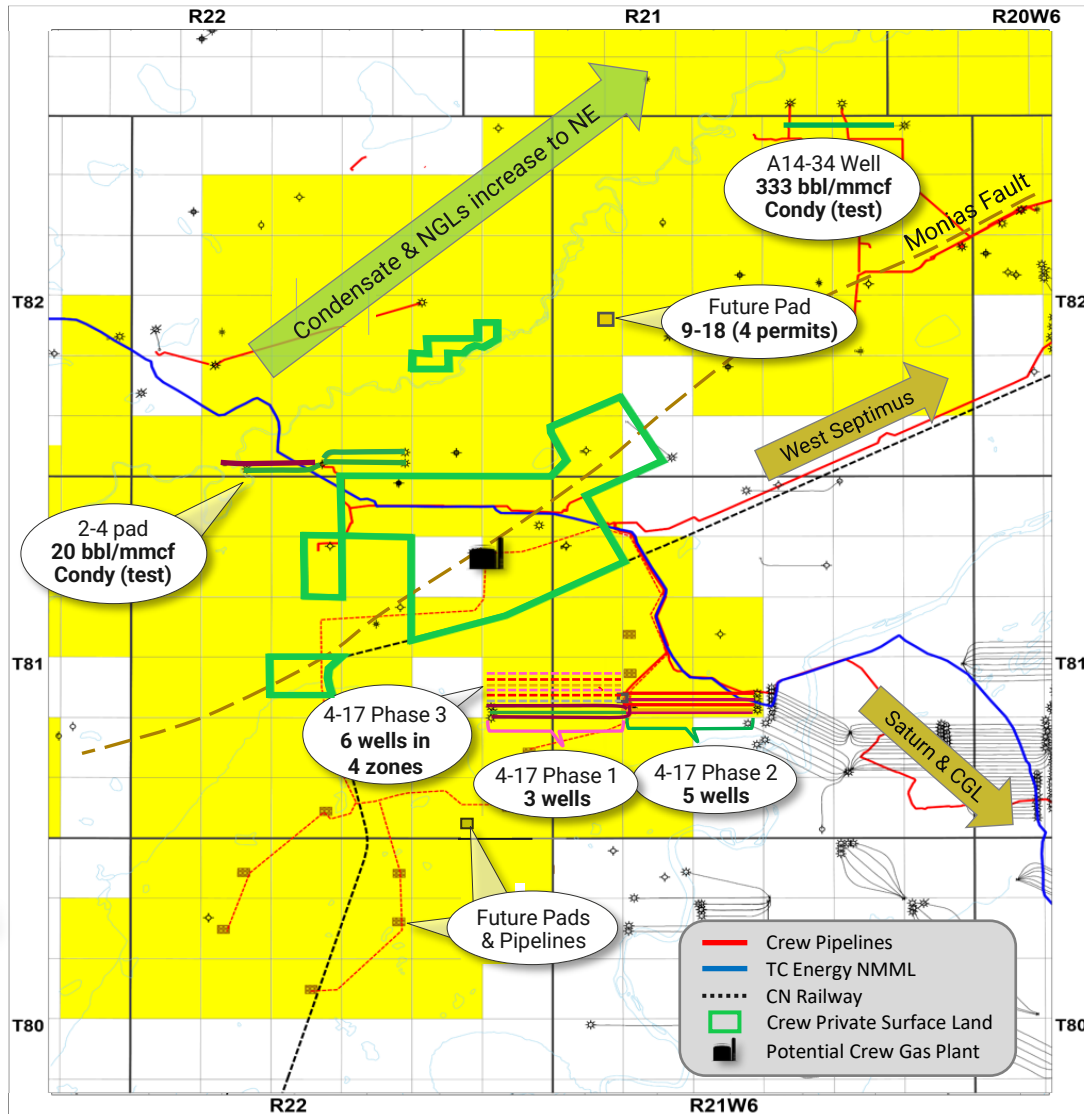 R22
R21
R20W6
Condensate & NGLs increase to NE
A14-34 Well
333 bbl/mmcf
Condy (test)
Monias Fault
T82
T82
Future Pad
9-18 (4 permits)
West Septimus
2-4 pad
20 bbl/mmcf
Condy (test)
T81
T81
4-17 Phase 3
6 wells in
4 zones
4-17 Phase 1
3 wells
4-17 Phase 2
5 wells
Saturn & CGL
Future Pads
& Pipelines
Crew Pipelines
TC Energy NMML
CN Railway
Crew Private Surface Land
Potential Crew Gas Plant
T80
T80
R22
R21W6